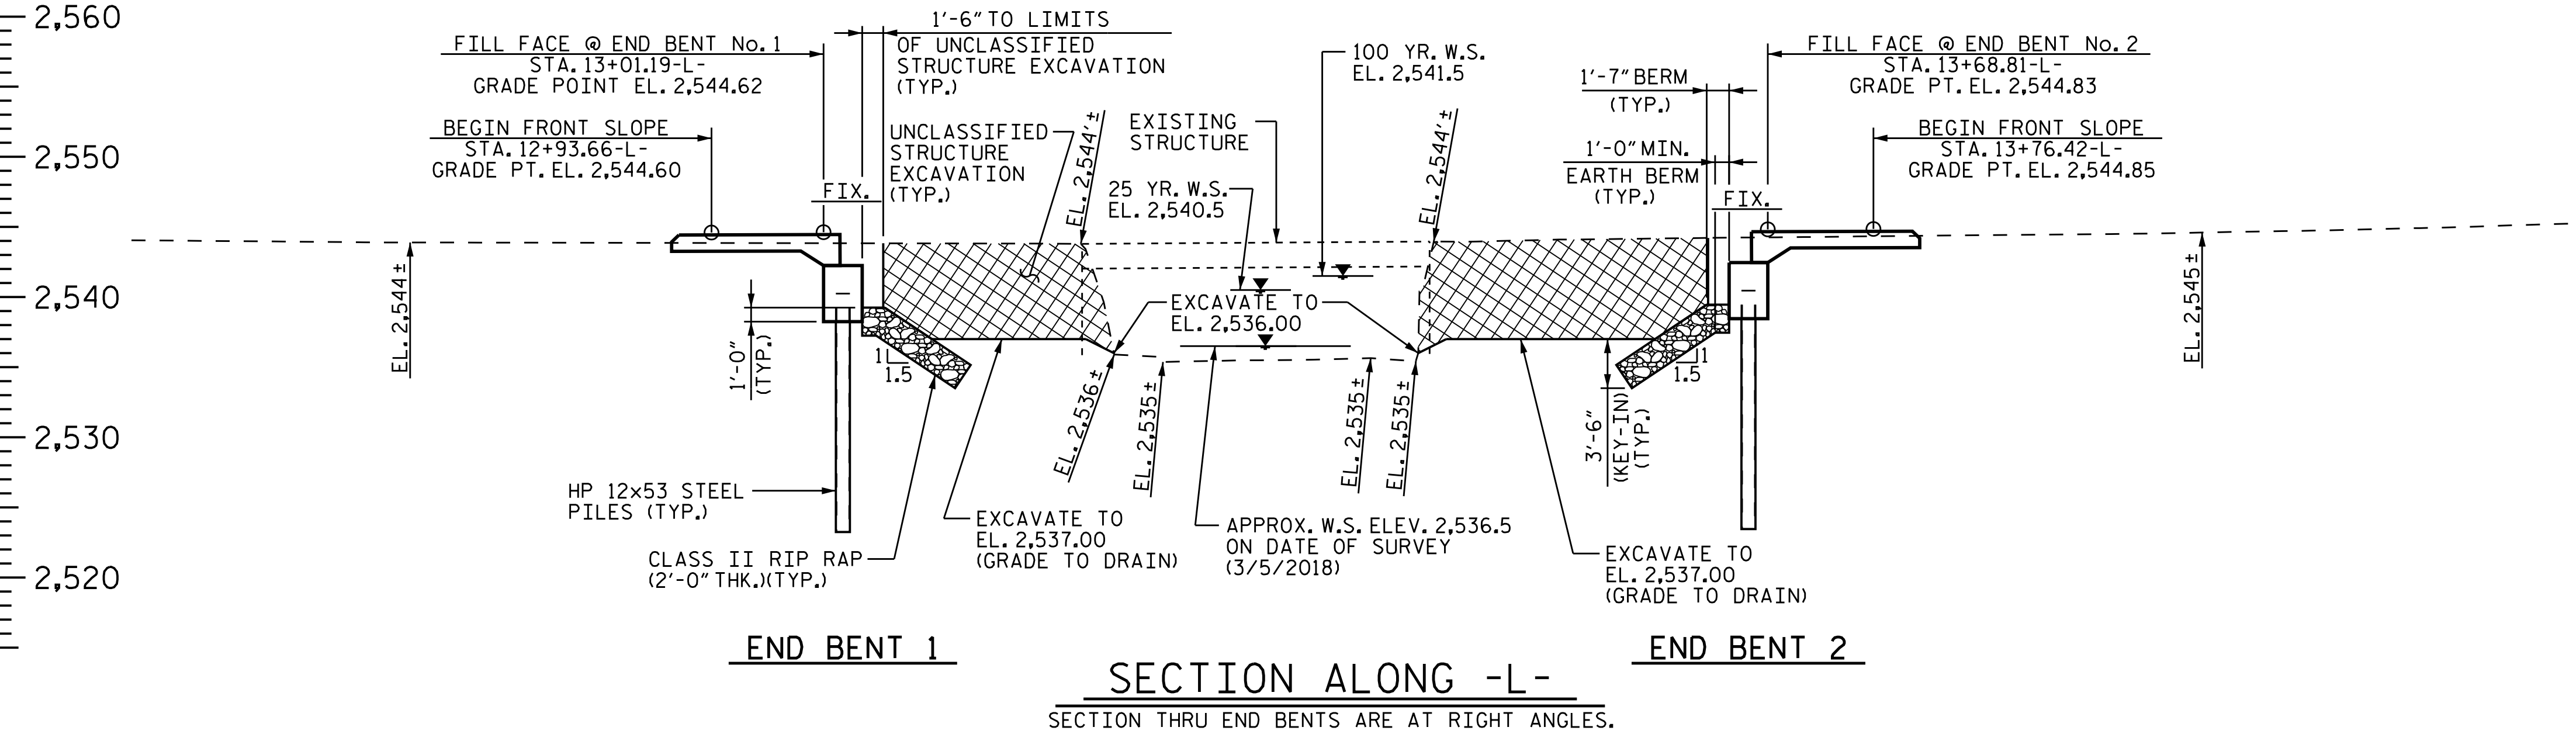 2,560
2,550
2,540
2,530
2,520
FILL FACE @ END BENT No. 1
STA. 13+01.19-L-
GRADE POINT EL. 2,544.62
BEGIN FRONT SLOPE
STA. 12+93.66-L-
GRADE PT. EL. 2,544.60
1'-6" TO LIMITS
OF UNCLASSIFIED
STRUCTURE EXCAVATION
(TYP.)
UNCLASSIFIED
STRUCTURE
EXCAVATION
(TYP.)
FIX.
EL. 2,544'±
EXISTING
STRUCTURE
25 YR. W.S.
EL. 2,540.5
100 YR. W.S.
EL. 2,541.5
EL. 2,544'±
1'-7" BERM
(TYP.)
1'-0" MIN.
EARTH BERM
(TYP.)
FIX.
FILL FACE @ END BENT No. 2
STA. 13+68.81-L-
GRADE PT. EL. 2,544.83
BEGIN FRONT SLOPE
STA. 13+76.42-L-
GRADE PT. EL. 2,544.85
EL. 2,544±
1'-0"
(TYP.)
1
1.5
EXCAVATE TO
EL. 2,536.00
EL. 2,536±
EL. 2,535±
EL. 2,535±
EL. 2,535±
3'-6"
(KEY-IN)
(TYP.)
1
1.5
EL. 2,545±
HP 12x53 STEEL
PILES (TYP.)
CLASS II RIP RAP
(2'-0" THK.)(TYP.)
EXCAVATE TO
EL. 2,537.00
(GRADE TO DRAIN)
APPROX. W.S. ELEV. 2,536.5
ON DATE OF SURVEY
(3/5/2018)
EXCAVATE TO
EL. 2,537.00
(GRADE TO DRAIN)
END BENT 1
END BENT 2
SECTION ALONG -L-
SECTION THRU END BENTS ARE AT RIGHT ANGLES.